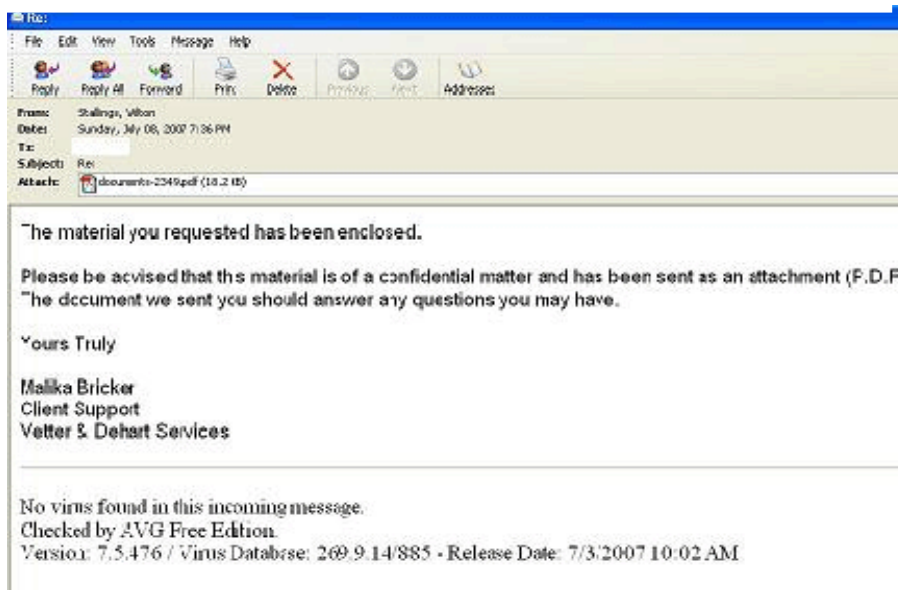 Re:
File Edit View Tools Message Help
Reply Reply All Forward Print Delete Previous Next Addresses
From: Stallings, Wilton
Date: Sunday, July 08, 2007 7:36 PM
To:
Subject: Re:
Attach: documents-2349.pdf (18.2 KB)
The material you requested has been enclosed.
Please be advised that this material is of a confidential matter and has been sent as an attachment (P.D.F
The document we sent you should answer any questions you may have.
Yours Truly
Malika Bricker
Client Support
Vetter & Dehart Services
No virus found in this incoming message.
Checked by AVG Free Edition.
Version: 7.5.476 / Virus Database: 269.9.14/885 - Release Date: 7/3/2007 10:02 AM